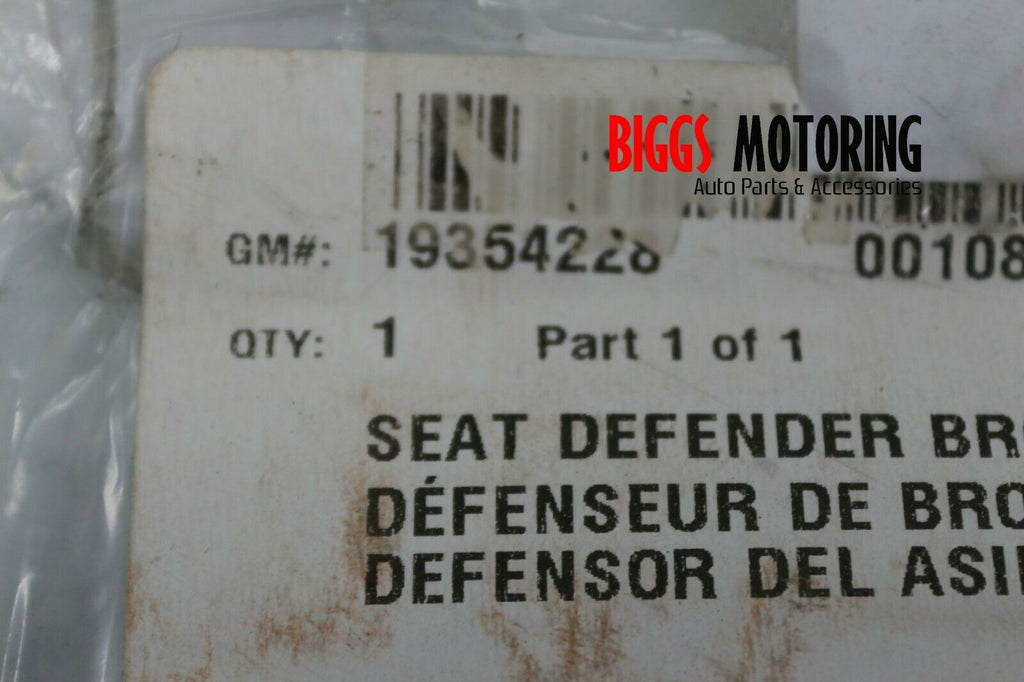 BIGGS MOTORING
Auto Parts & Accessories
GM#: 19354228 00108
QTY: 1 Part 1 of 1
SEAT DEFENDER BR
DÉFENSEUR DE BRO
DEFENSOR DEL ASI